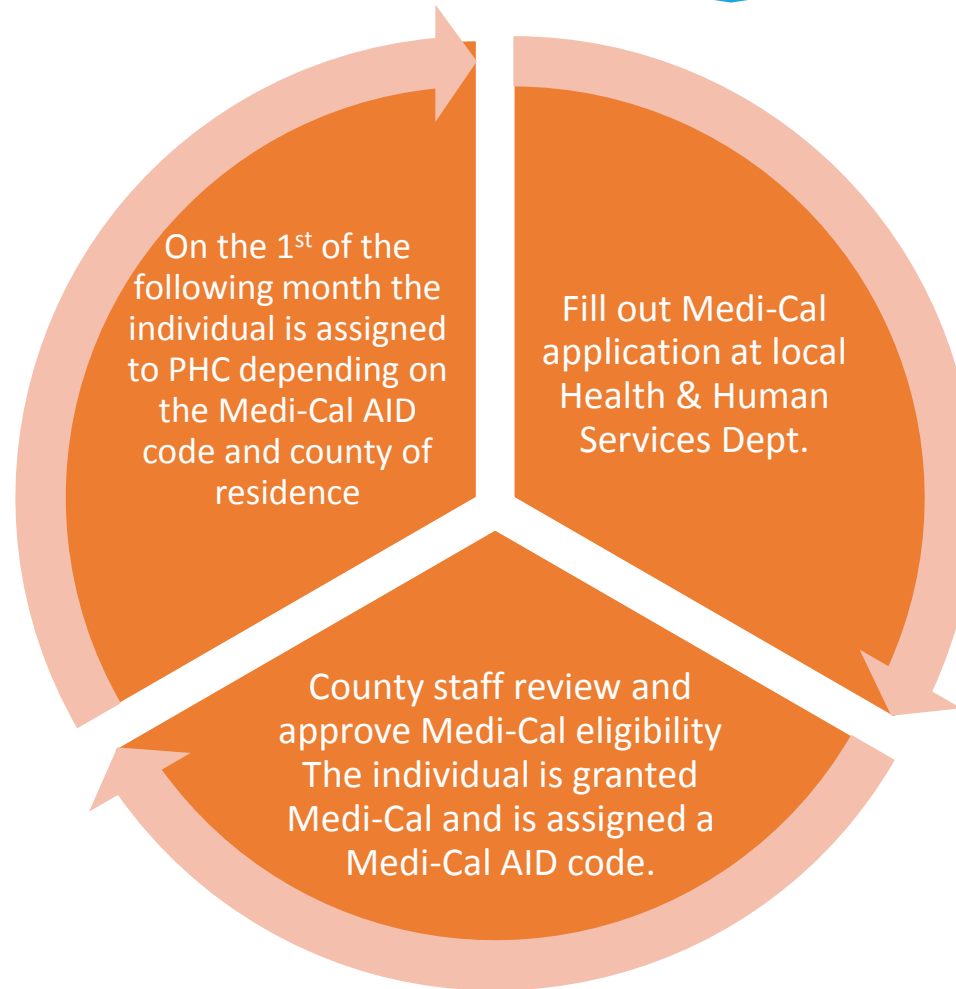 On the 1st of the
following month the
individual is assigned
to PHC depending on
the Medi-Cal AID
code and county of
residence
Fill out Medi-Cal
application at local
Health & Human
Services Dept.
County staff review and
approve Medi-Cal eligibility
The individual is granted
Medi-Cal and is assigned a
Medi-Cal AID code.